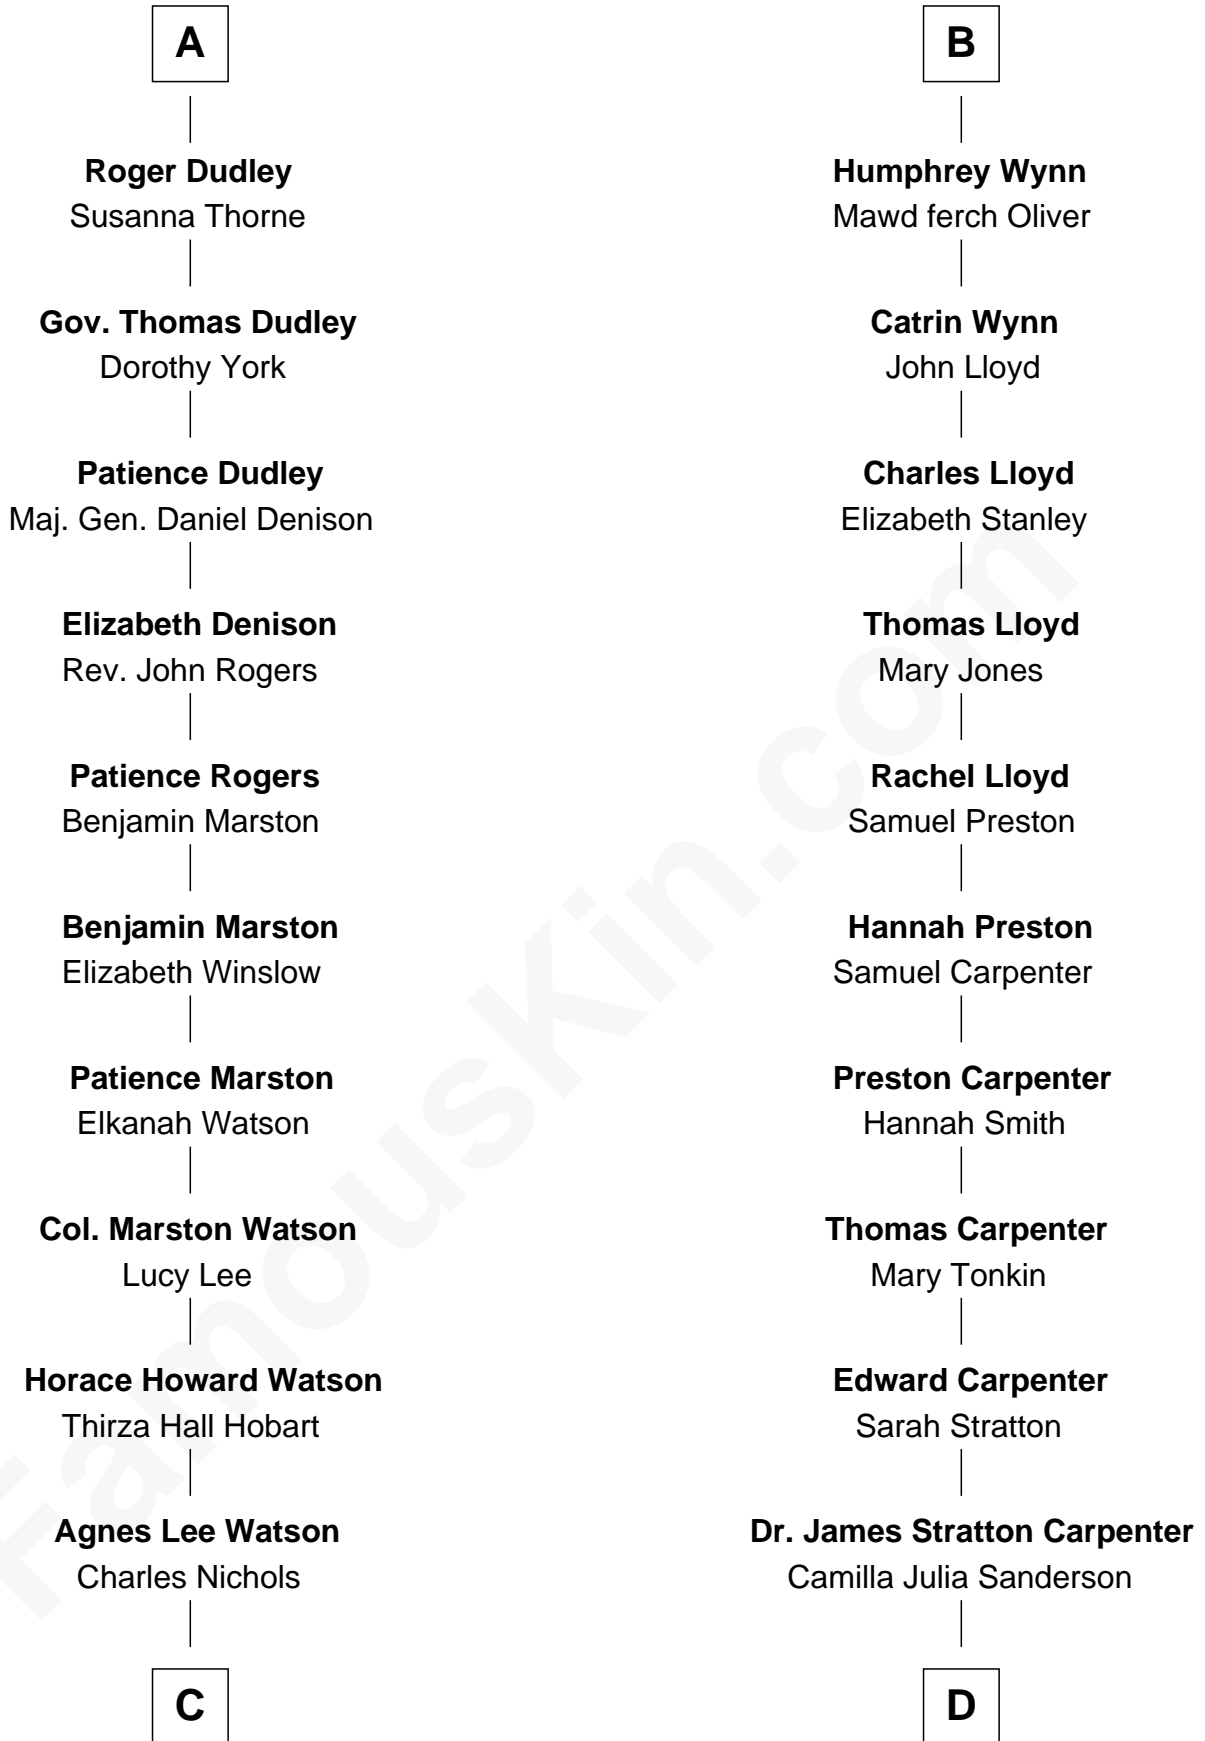 A
Roger Dudley
Susanna Thorne
Gov. Thomas Dudley
Dorothy York
Patience Dudley
Maj. Gen. Daniel Denison
Elizabeth Denison
Rev. John Rogers
Patience Rogers
Benjamin Marston
Benjamin Marston
Elizabeth Winslow
Patience Marston
Elkanah Watson
Col. Marston Watson
Lucy Lee
Horace Howard Watson
Thirza Hall Hobart
Agnes Lee Watson
Charles Nichols
C
B
Humphrey Wynn
Mawd ferch Oliver
Catrin Wynn
John Lloyd
Charles Lloyd
Elizabeth Stanley
Thomas Lloyd
Mary Jones
Rachel Lloyd
Samuel Preston
Hannah Preston
Samuel Carpenter
Preston Carpenter
Hannah Smith
Thomas Carpenter
Mary Tonkin
Edward Carpenter
Sarah Stratton
Dr. James Stratton Carpenter
Camilla Julia Sanderson
D
FamousKin.com